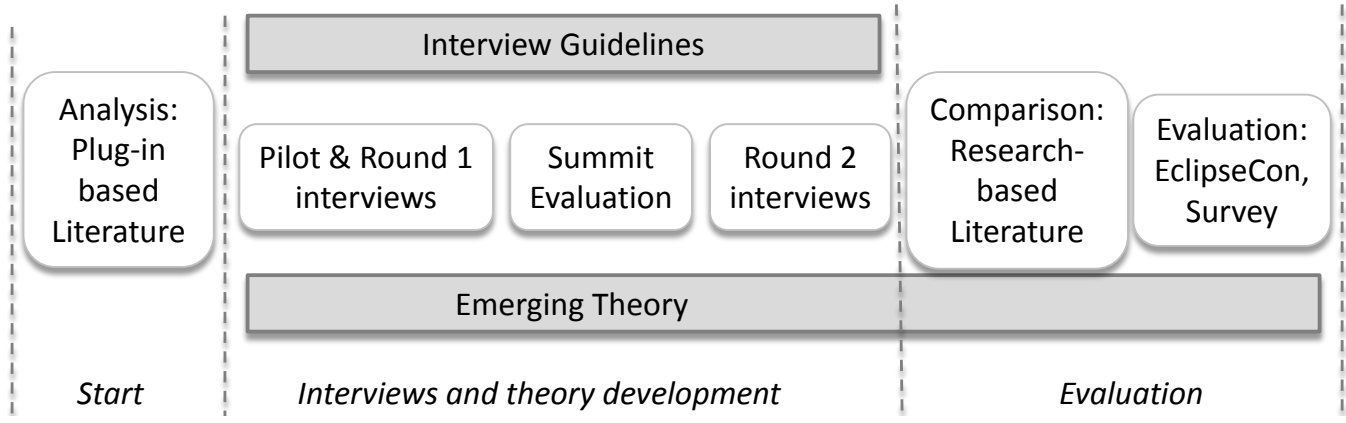 Interview Guidelines
Analysis:
Plug-in
based
Literature
Pilot & Round 1
interviews
Summit
Evaluation
Round 2
interviews
Comparison:
Research-
based
Literature
Evaluation:
EclipseCon,
Survey
Emerging Theory
Start
Interviews and theory development
Evaluation